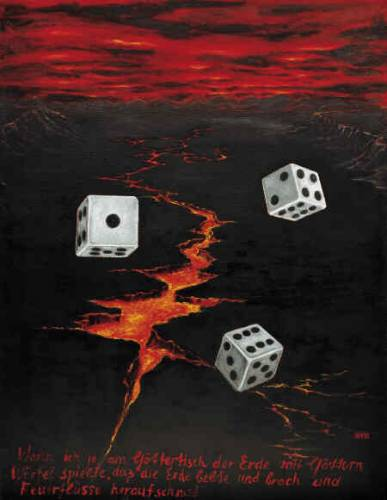 Wenn ich je am Göttertisch der Erde mit Göttern
Würfel spielte, das die Erde bebte und brach und
Feuerflüsse heraufschnob